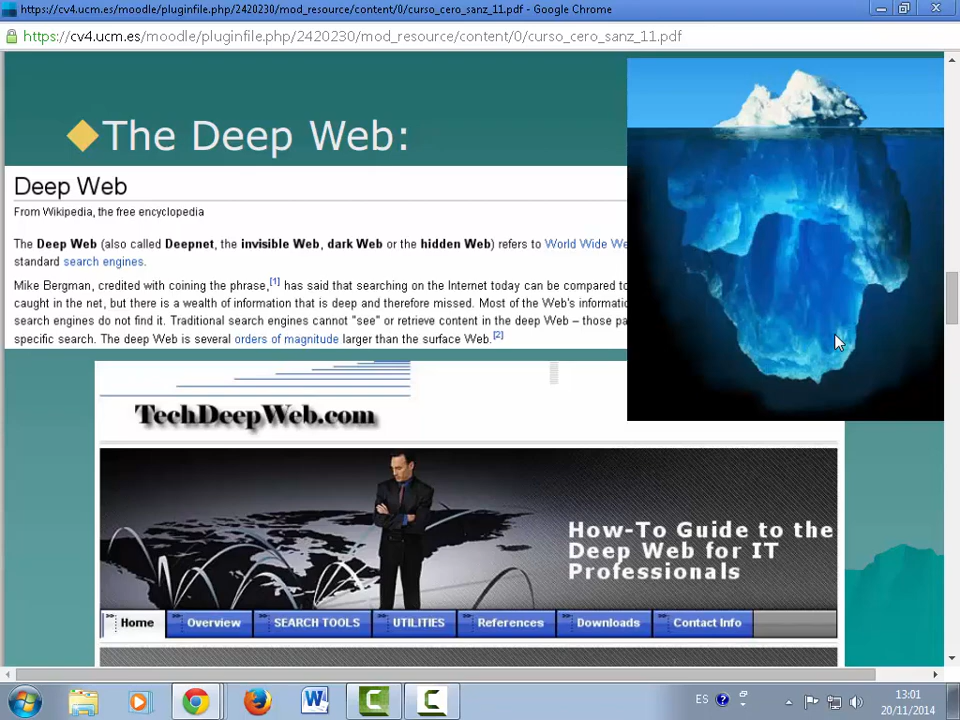 https://cv4.ucm.es/moodle/pluginfile.php/2420230/mod_resource/content/0/curso_cero_sanz_11.pdf - Google Chrome
https://cv4.ucm.es/moodle/pluginfile.php/2420230/mod_resource/content/0/curso_cero_sanz_11.pdf
The Deep Web:
Deep Web
From Wikipedia, the free encyclopedia
The Deep Web (also called Deepnet, the invisible Web, dark Web or the hidden Web) refers to World Wide We
standard search engines.
Mike Bergman, credited with coining the phrase,[1] has said that searching on the Internet today can be compared to
caught in the net, but there is a wealth of information that is deep and therefore missed. Most of the Web's informatio
search engines do not find it. Traditional search engines cannot "see" or retrieve content in the deep Web – those pa
specific search. The deep Web is several orders of magnitude larger than the surface Web.[2]
TechDeepWeb.com
How-To Guide to the
Deep Web for IT
Professionals
Home Overview SEARCH TOOLS UTILITIES References Downloads Contact Info
ES
13:01
20/11/2014